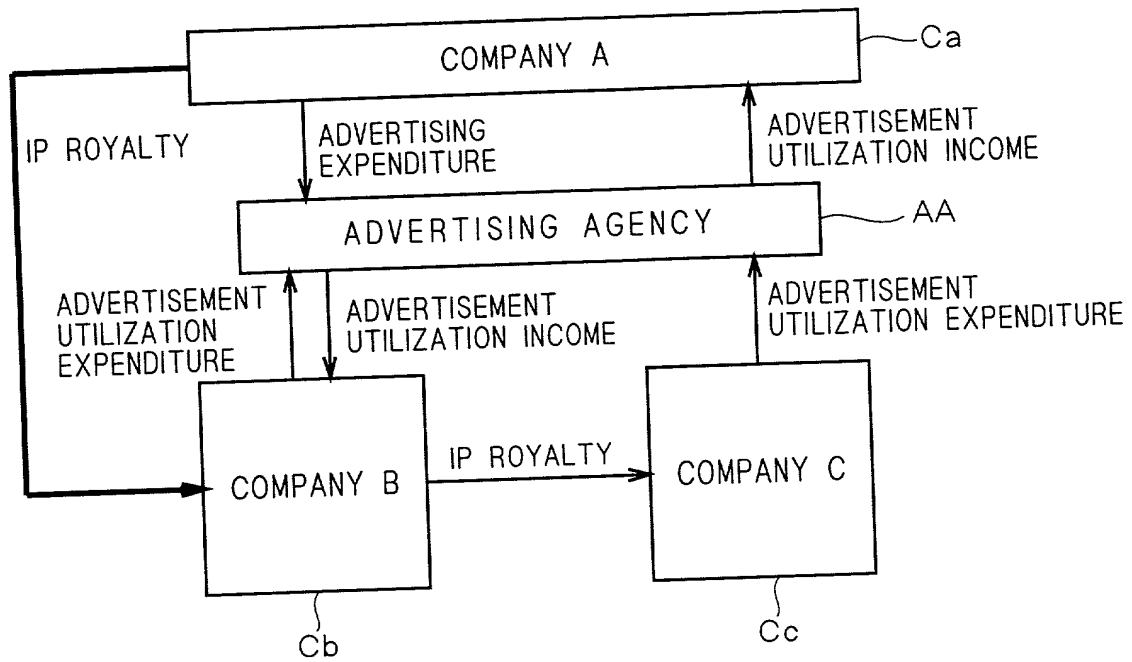 COMPANY A
Ca
IP ROYALTY
ADVERTISING
EXPENDITURE
ADVERTISEMENT
UTILIZATION INCOME
ADVERTISING AGENCY
AA
ADVERTISEMENT
UTILIZATION
EXPENDITURE
ADVERTISEMENT
UTILIZATION INCOME
ADVERTISEMENT
UTILIZATION EXPENDITURE
COMPANY B
IP ROYALTY
COMPANY C
Cb
Cc